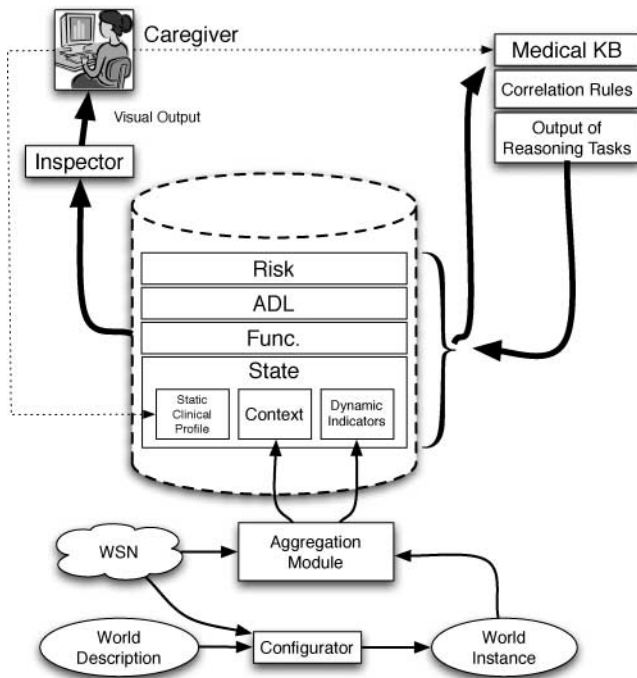 Caregiver
Medical KB
Correlation Rules
Output of
Reasoning Tasks
Visual Output
Inspector
Risk
ADL
Func.
State
Static
Clinical
Profile
Context
Dynamic
Indicators
WSN
Aggregation
Module
World
Description
Configurator
World
Instance